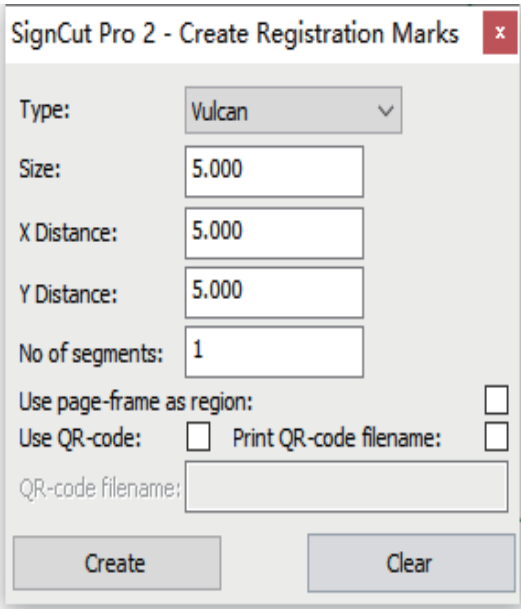 SignCut Pro 2 - Create Registration Marks x
Type: Vulcan
Size: 5.000
X Distance: 5.000
Y Distance: 5.000
No of segments: 1
Use page-frame as region:
Use QR-code: Print QR-code filename:
QR-code filename:
Create Clear